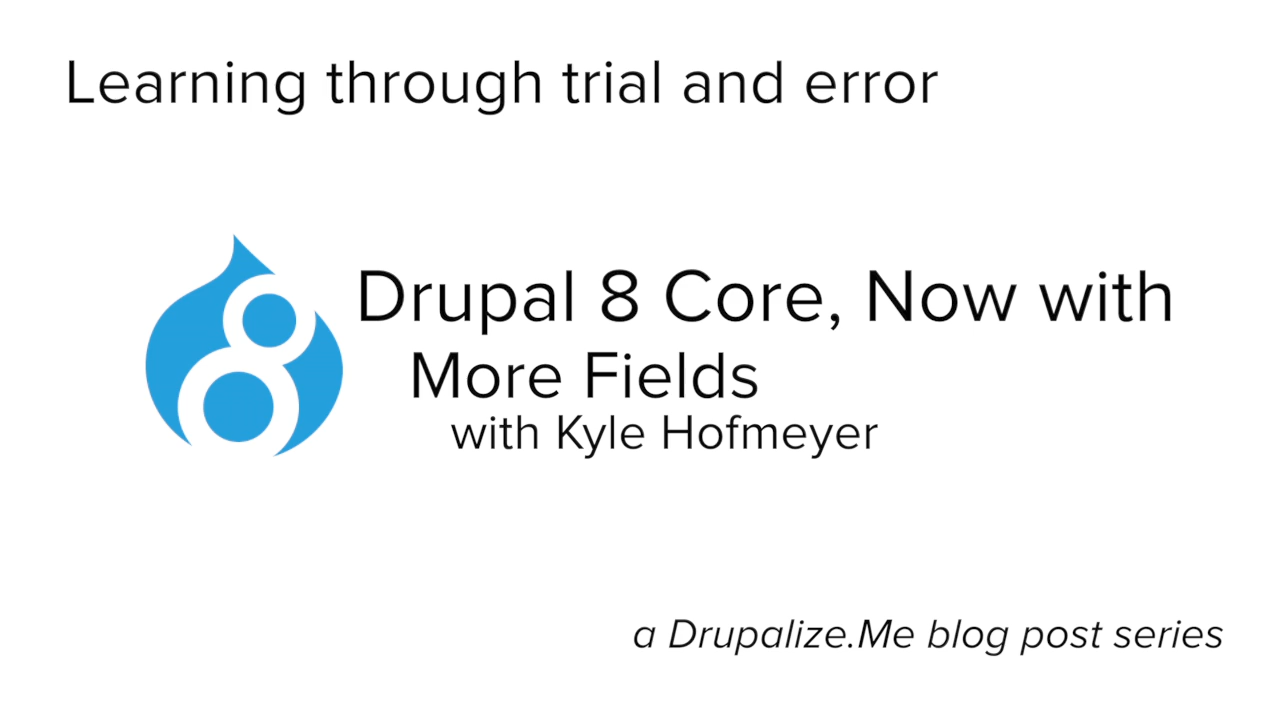 Learning through trial and error
Drupal 8 Core, Now with
More Fields
with Kyle Hofmeyer
a Drupalize.Me blog post series